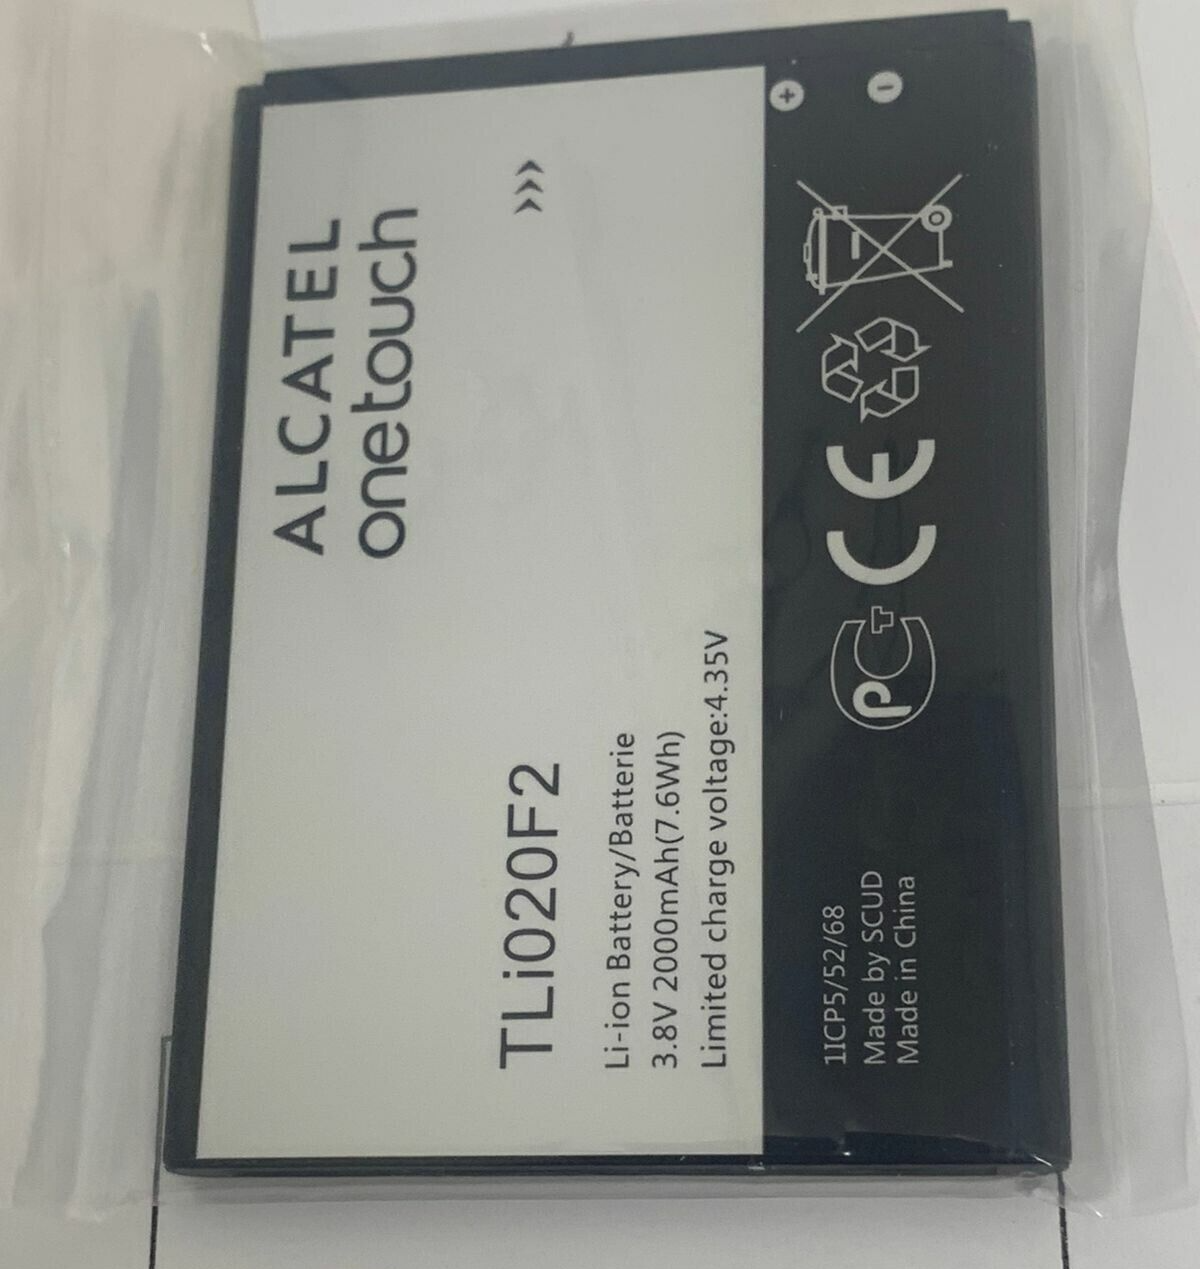 ALCATEL
onetouch
TLi020F2
Li-ion Battery/Batterie
3.8V 2000mAh(7.6Wh)
Limited charge voltage:4.35V
1ICP5/52/68
Made by SCUD
Made in China